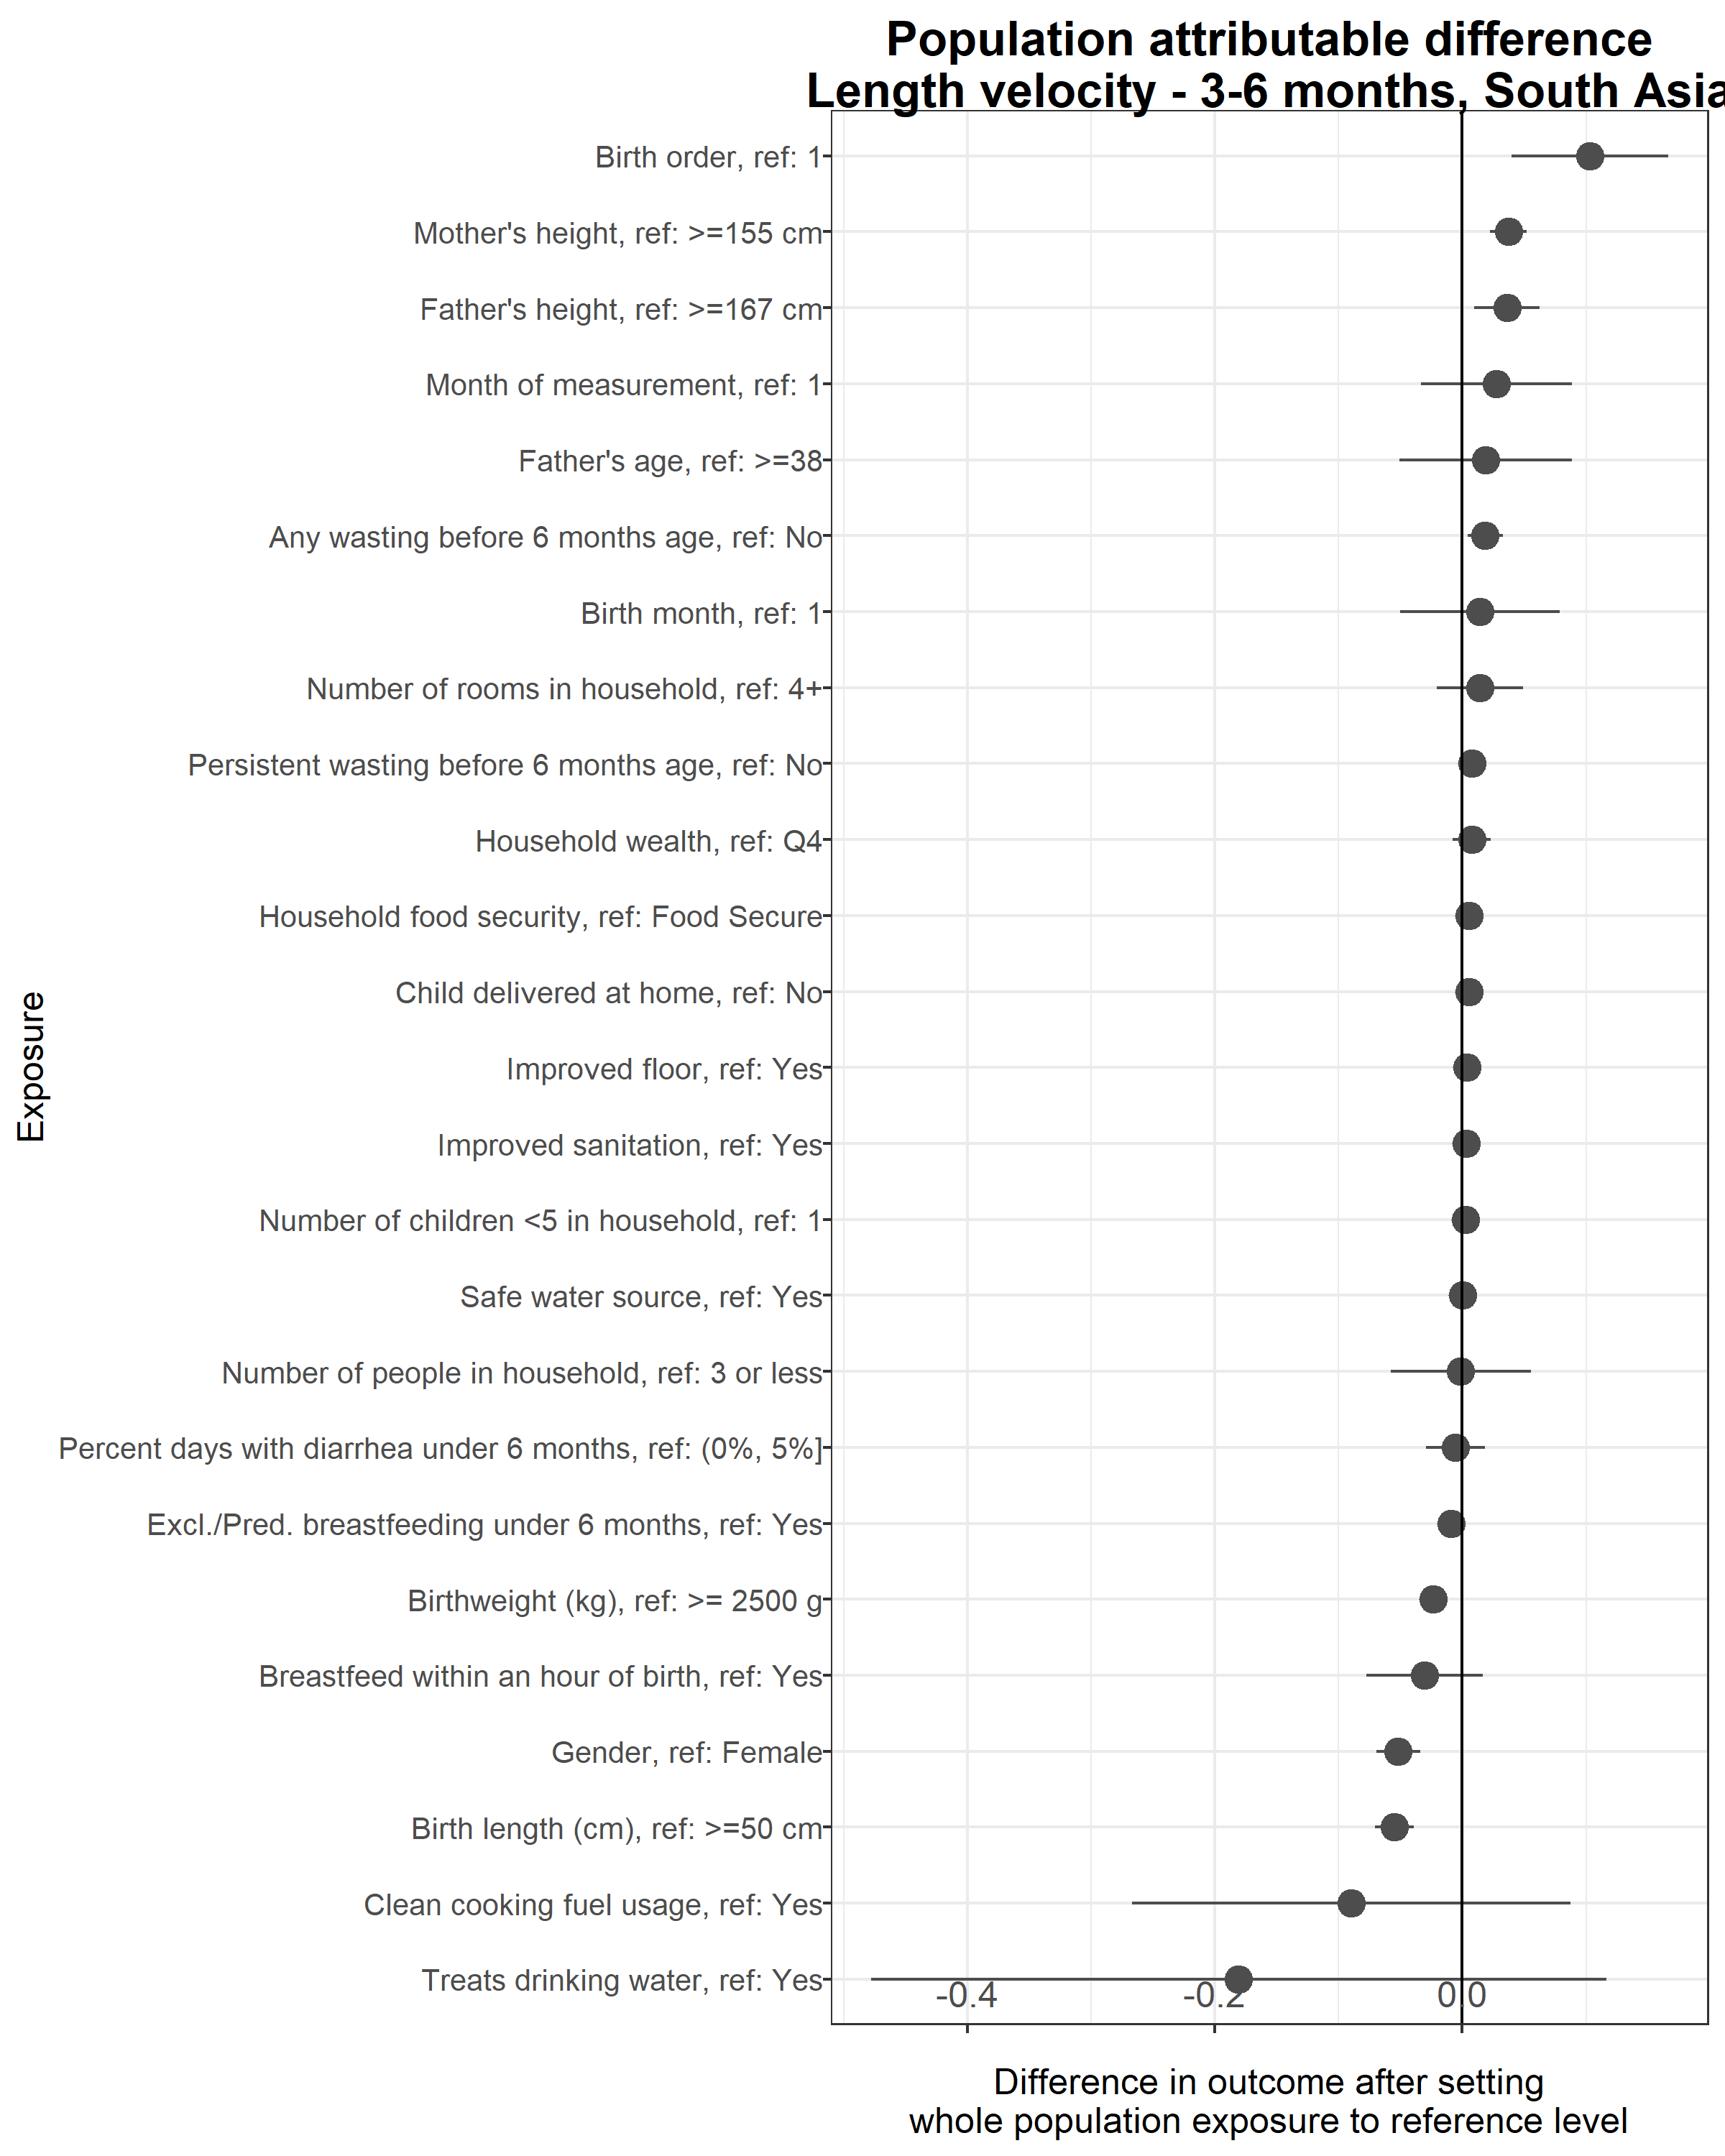 Population attributable difference
Length velocity - 3-6 months, South Asia
Exposure
Birth order, ref: 1
Mother's height, ref: >=155 cm
Father's height, ref: >=167 cm
Month of measurement, ref: 1
Father's age, ref: >=38
Any wasting before 6 months age, ref: No
Birth month, ref: 1
Number of rooms in household, ref: 4+
Persistent wasting before 6 months age, ref: No
Household wealth, ref: Q4
Household food security, ref: Food Secure
Child delivered at home, ref: No
Improved floor, ref: Yes
Improved sanitation, ref: Yes
Number of children <5 in household, ref: 1
Safe water source, ref: Yes
Number of people in household, ref: 3 or less
Percent days with diarrhea under 6 months, ref: (0%, 5%]
Excl./Pred. breastfeeding under 6 months, ref: Yes
Birthweight (kg), ref: >= 2500 g
Breastfeed within an hour of birth, ref: Yes
Gender, ref: Female
Birth length (cm), ref: >=50 cm
Clean cooking fuel usage, ref: Yes
Treats drinking water, ref: Yes
-0.4 -0.2 0.0
Difference in outcome after setting
whole population exposure to reference level